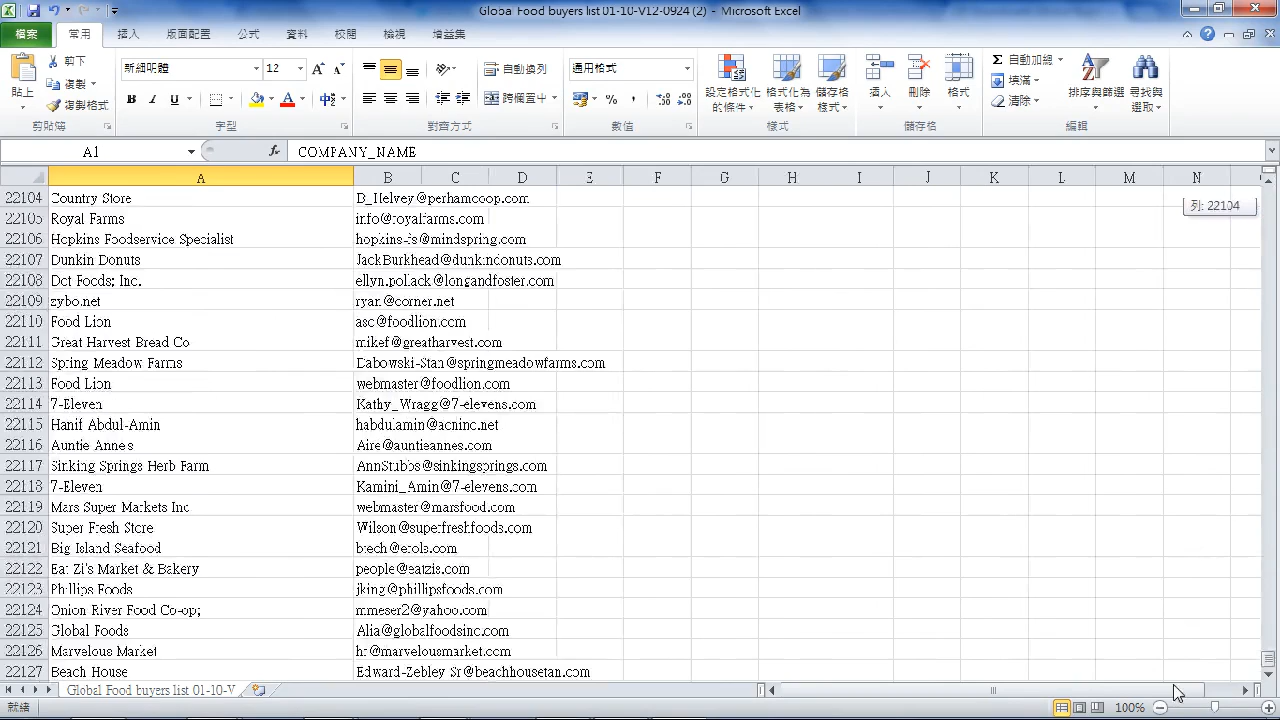 Global Food buyers list 01-10-V12-0924 (2) - Microsoft Excel
檔案 常用 插入 版面配置 公式 資料 校閱 檢視 增益集
貼上 剪下 複製 複製格式 剪貼簿
新細明體 12 B I U 字型
自動換列 跨欄置中 對齊方式
通用格式 % , 數值
設定格式化的條件 格式化為表格 儲存格樣式 樣式
插入 刪除 格式 儲存格
Σ 自動加總 填滿 清除 排序與篩選 尋找與選取 編輯
A1 fx COMPANY_NAME
A B C D E F G H I J K L M N
列: 22104
22104 Country Store D_Helvey@perhamcoop.com
22105 Royal Farms info@royalfarms.com
22106 Hopkins Foodservice Specialist hopkins-fs@mindspring.com
22107 Dunkin Donuts JackBurkhead@dunkindonuts.com
22108 Dct Foods; Inc. ellyn.pollack@longandfoster.com
22109 zybo.net ryan@corner.net
22110 Food Lion asc@foodlion.com
22111 Great Harvest Bread Co mikef@greatharvest.com
22112 Spring Meadow Farms Labowski-Stan@springmeadowfarms.com
22113 Food Lion webmaster@foodlion.com
22114 7-Eleven Kathy_Wragg@7-elevens.com
22115 Hanif Abdul-Amin habdulamin@acninc.net
22116 Auntie Anne's Aire@auntieannes.com
22117 Sinking Springs Herb Farm AnnStubbs@sinkingsprings.com
22118 7-Eleven Kamini_Amin@7-elevens.com
22119 Mars Super Markets Inc webmaster@marsfood.com
22120 Super Fresh Store Wilson@superfreshfoods.com
22121 Big Island Seafood btech@erols.com
22122 Eat Zi's Market & Bakery people@eatzis.com
22123 Phillips Foods jking@phillipsfoods.com
22124 Onion River Food Co-op; mmeser2@yahoo.com
22125 Global Foods Alia@globalfoodsinc.com
22126 Marvelous Market hr@marvelousmarket.com
22127 Beach House Edward-Zebley_Sr@beachhousetan.com
Global Food buyers list 01-10-V
就緒 100%